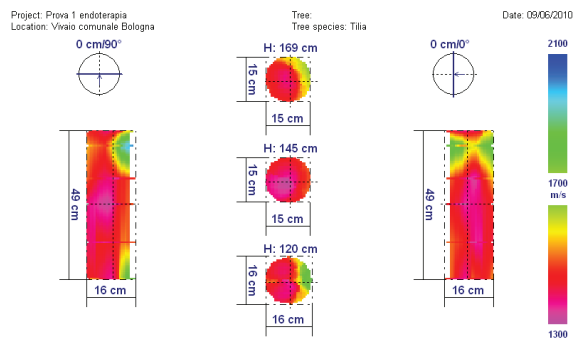 Project: Prova 1 endoterapia
Location: Vivaio comunale Bologna
Tree:
Tree species: Tilia
Date: 09/06/2010
0 cm/90°
H: 169 cm
0 cm/0°
2100
15 cm
15 cm
H: 145 cm
1700
m/s
49 cm
15 cm
15 cm
49 cm
H: 120 cm
16 cm
16 cm
16 cm
16 cm
1300